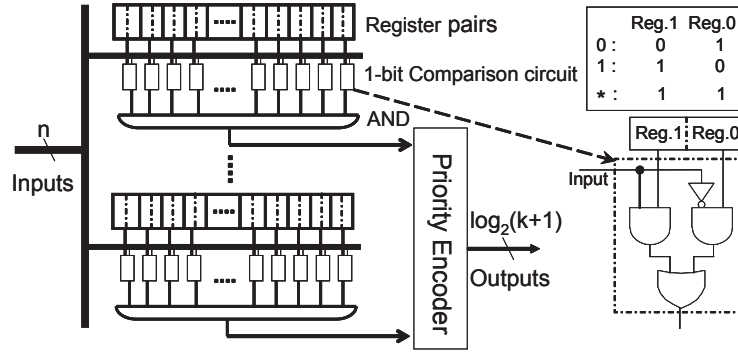 Register pairs
1-bit Comparison circuit
AND
n
Inputs
Priority Encoder
log2(k+1)
Outputs
Reg.1 Reg.0
0 : 0 1
1 : 1 0
* : 1 1
Reg.1 Reg.0
Input